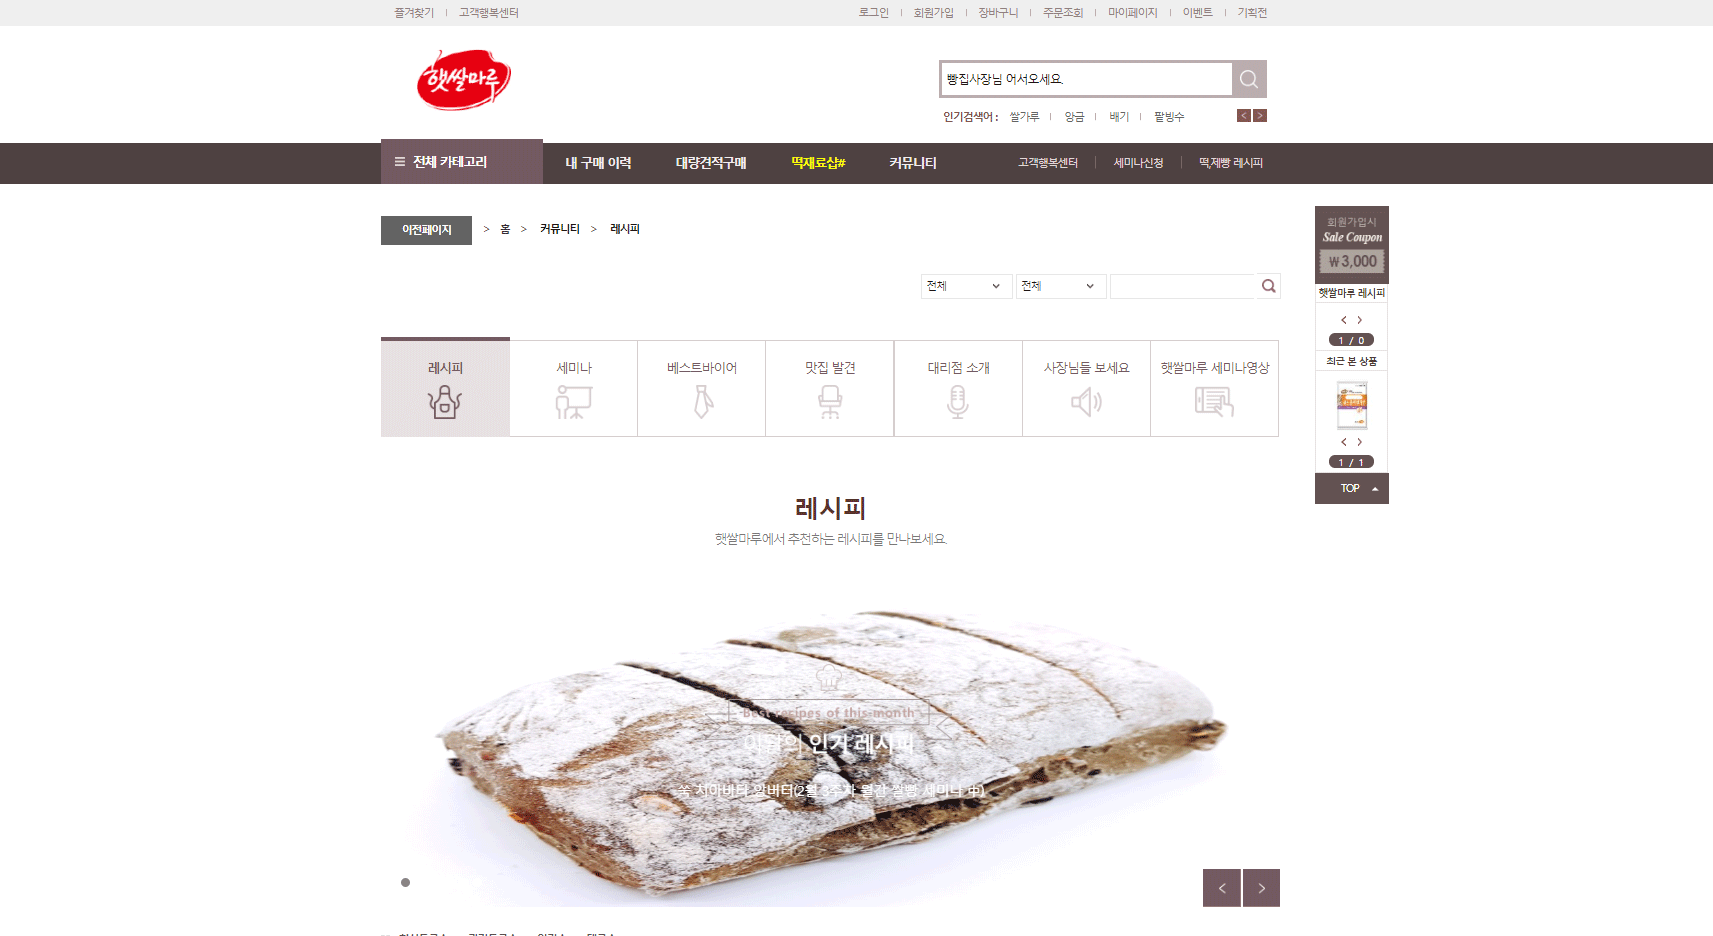 플겨찾기 고객행복센터 로그인 회원가입 장바구니 주문조회 마이페이지 이벤트 기획전
햇쌀마루
빵집사장님 어서오세요.
인기검색어 : 쌀가루 앙금 배기 팥빙수 < >
전체 카테고리 내 구매 이력 대량견적구매 떡재료샵# 커뮤니티 고객행복센터 세미나신청 떡,제빵 레시피
이전페이지 > 홈 > 커뮤니티 > 레시피
전체 전체
레시피 세미나 베스트바이어 맛집 발견 대리점 소개 사장님들 보세요 햇쌀마루 세미나영상
레시피
햇쌀마루에서 추천하는 레시피를 만나보세요.
Best recipes of this month
이달의 인기 레시피
쑥 치아바타 앙버터(2월 3주차 월간 쌀빵 세미나 中)
< >
회원가입시
Sale Coupon
₩3,000
햇쌀마루 레시피
< >
1 / 0
최근 본 상품
< >
1 / 1
TOP